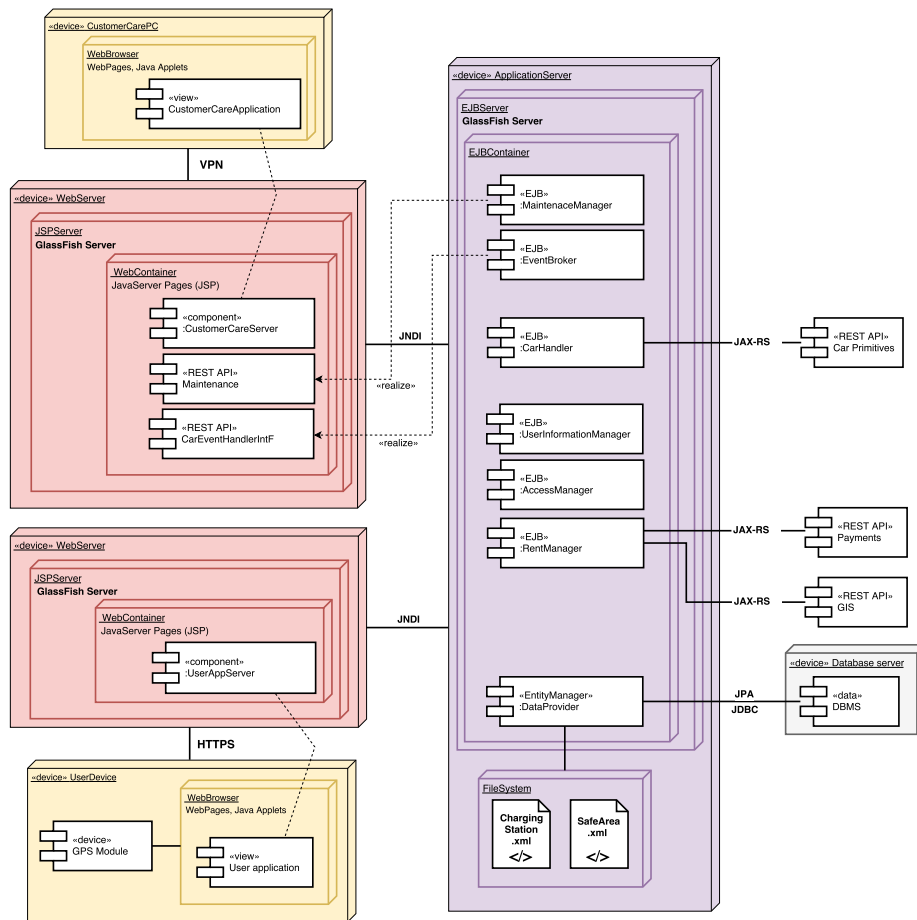 «device» CustomerCarePC
WebBrowser
WebPages, Java Applets
«view»
CustomerCareApplication
VPN
«device» WebServer
JSPServer
GlassFish Server
WebContainer
JavaServer Pages (JSP)
«component»
:CustomerCareServer
«REST API»
Maintenance
«REST API»
CarEventHandlerIntF
JNDI
«realize»
«realize»
«device» WebServer
JSPServer
GlassFish Server
WebContainer
JavaServer Pages (JSP)
«component»
:UserAppServer
JNDI
HTTPS
«device» UserDevice
WebBrowser
WebPages, Java Applets
«device»
GPS Module
«view»
User application
«device» ApplicationServer
EJBServer
GlassFish Server
EJBContainer
«EJB»
:MaintenaceManager
«EJB»
:EventBroker
«EJB»
:CarHandler
«EJB»
:UserInformationManager
«EJB»
:AccessManager
«EJB»
:RentManager
«EntityManager»
:DataProvider
FileSystem
Charging
Station
.xml
</>
SafeArea
.xml
</>
JAX-RS
«REST API»
Car Primitives
JAX-RS
«REST API»
Payments
JAX-RS
«REST API»
GIS
JPA
JDBC
«device» Database server
«data»
DBMS